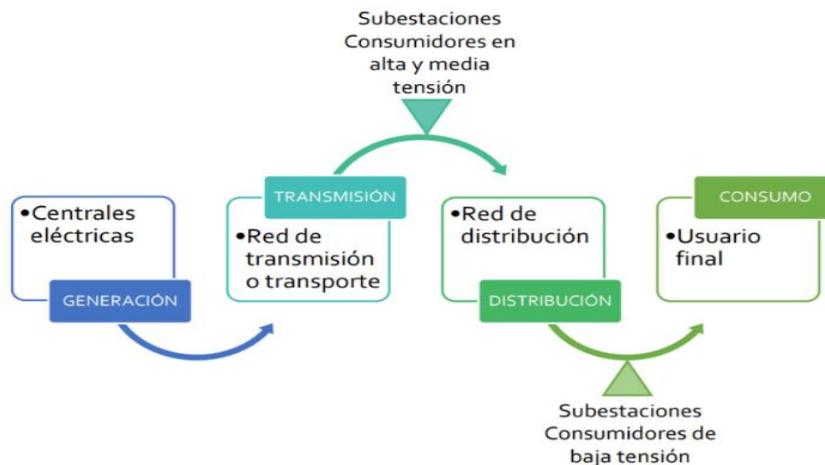 Subestaciones
Consumidores en
alta y media
tensión
•Centrales
eléctricas
GENERACIÓN
TRANSMISIÓN
•Red de
transmisión
o transporte
•Red de
distribución
DISTRIBUCIÓN
CONSUMO
•Usuario
final
Subestaciones
Consumidores de
baja tensión